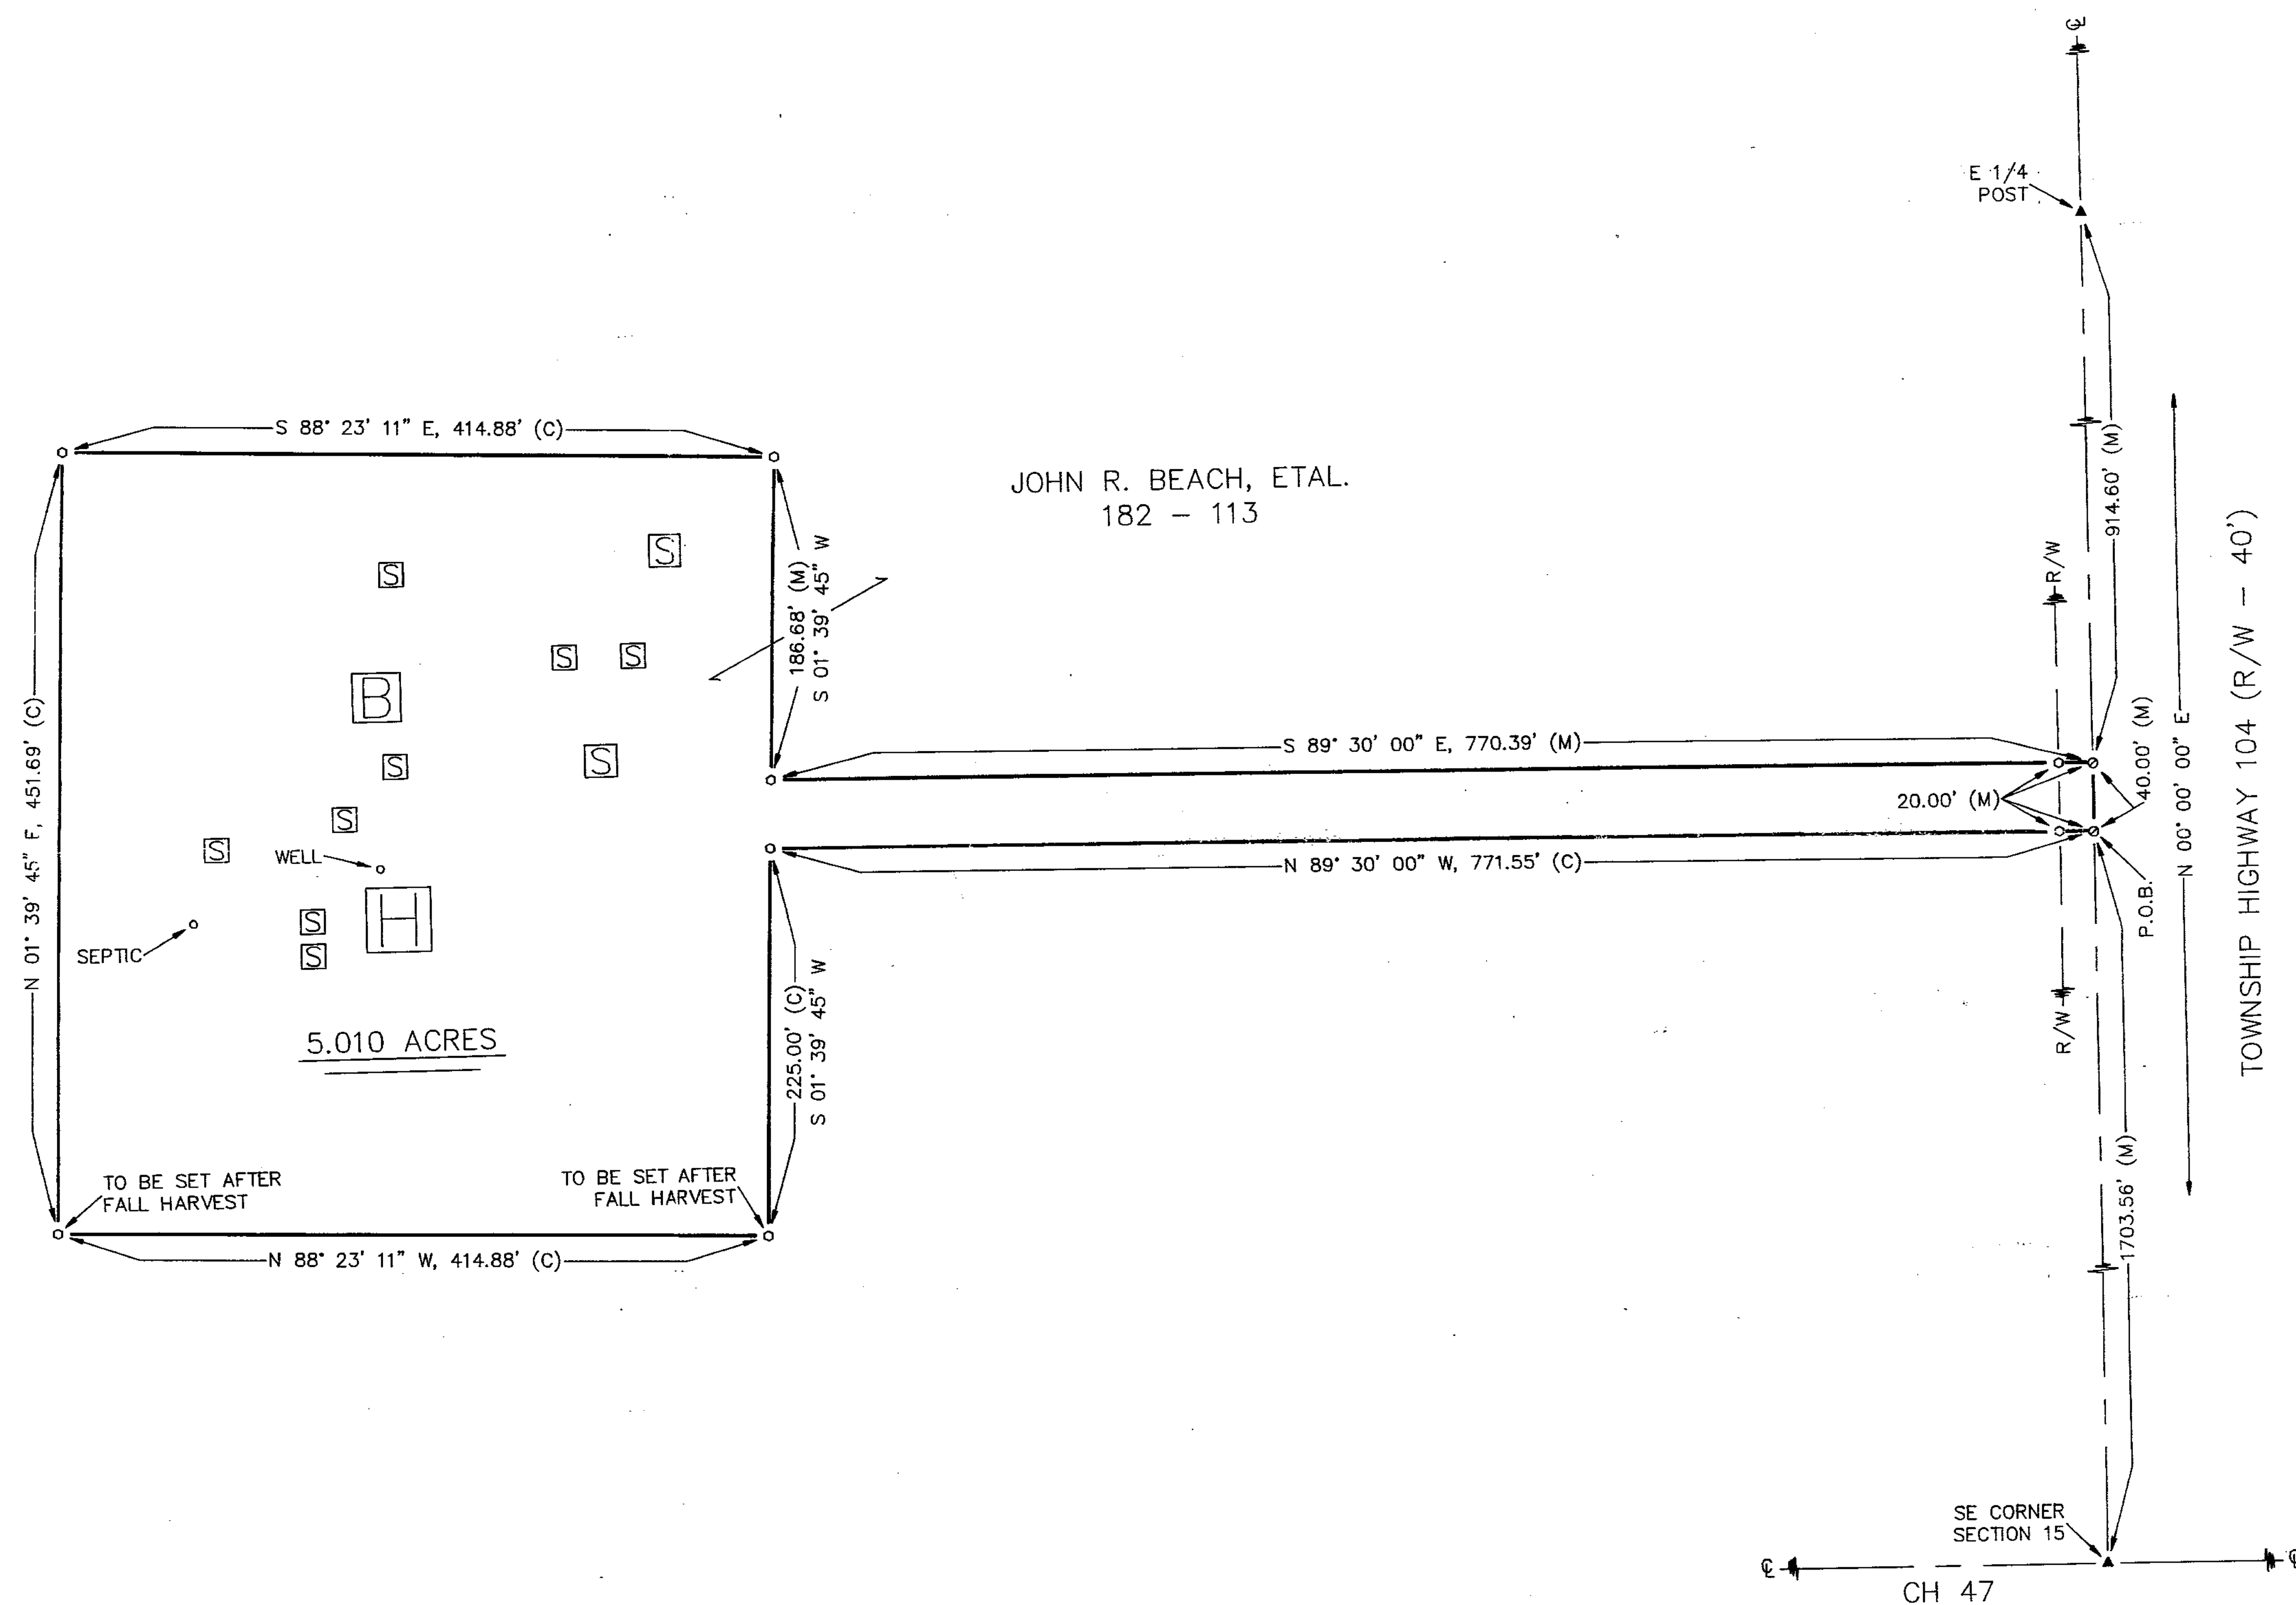 ℄
E 1/4
POST
S 88° 23' 11" E, 414.88' (C)
JOHN R. BEACH, ETAL.
182 – 113
914.60' (M)
R/W
S
S
186.68' (M)
S 01° 39' 45" W
S
S
B
N 01° 39' 45" E, 451.69' (C)
S
S
S 89° 30' 00" E, 770.39' (M)
40.00' (M)
N 00° 00' 00" E
TOWNSHIP HIGHWAY 104 (R/W – 40')
20.00' (M)
S
S
WELL
N 89° 30' 00" W, 771.55' (C)
P.O.B.
H
S
SEPTIC
S
225.00' (C)
S 01° 39' 45" W
R/W
5.010 ACRES
1703.56' (M)
TO BE SET AFTER
FALL HARVEST
TO BE SET AFTER
FALL HARVEST
N 88° 23' 11" W, 414.88' (C)
SE CORNER
SECTION 15
℄
℄
CH 47